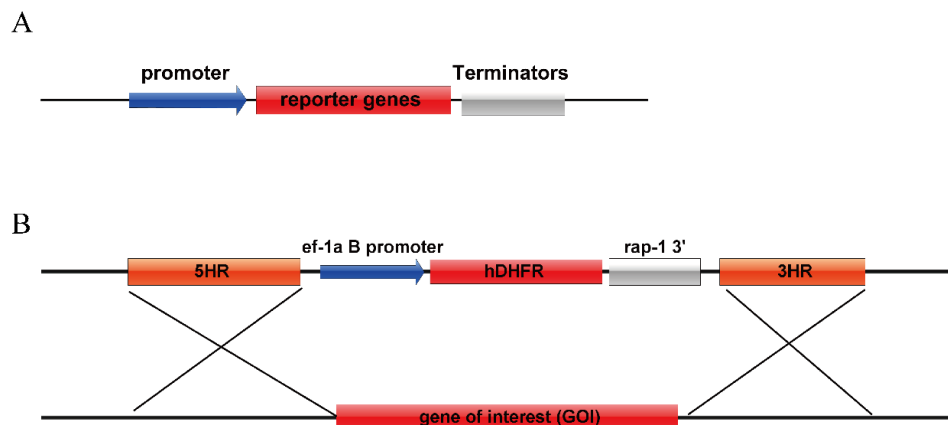 A
promoter
Terminators
reporter genes
B
ef-1a B promoter
rap-1 3'
5HR
hDHFR
3HR
gene of interest (GOI)